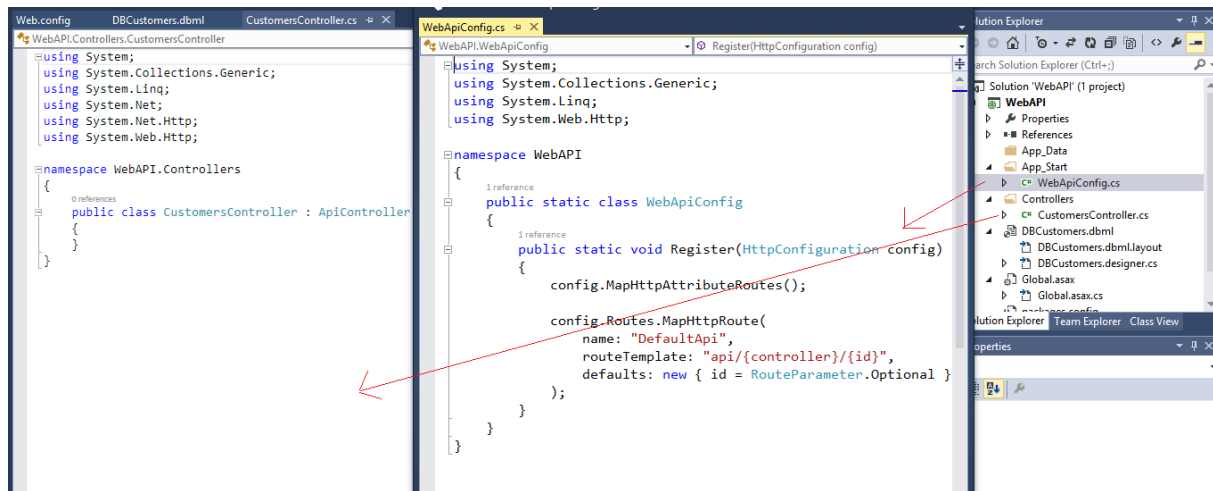 Web.config DBCustomers.dbml CustomersController.cs
WebAPI.Controllers.CustomersController
using System;
using System.Collections.Generic;
using System.Linq;
using System.Net;
using System.Net.Http;
using System.Web.Http;
namespace WebAPI.Controllers
{
0 references
public class CustomersController : ApiController
{
}
}
WebApiConfig.cs
WebAPI.WebApiConfig Register(HttpConfiguration config)
using System;
using System.Collections.Generic;
using System.Linq;
using System.Web.Http;
namespace WebAPI
{
1 reference
public static class WebApiConfig
{
1 reference
public static void Register(HttpConfiguration config)
{
config.MapHttpAttributeRoutes();
config.Routes.MapHttpRoute(
name: "DefaultApi",
routeTemplate: "api/{controller}/{id}",
defaults: new { id = RouteParameter.Optional }
);
}
}
}
lution Explorer
arch Solution Explorer (Ctrl+;)
Solution 'WebAPI' (1 project)
WebAPI
Properties
References
App_Data
App_Start
C# WebApiConfig.cs
Controllers
C# CustomersController.cs
DBCustomers.dbml
DBCustomers.dbml.layout
DBCustomers.designer.cs
Global.asax
Global.asax.cs
packages.config
olution Explorer Team Explorer Class View
operties